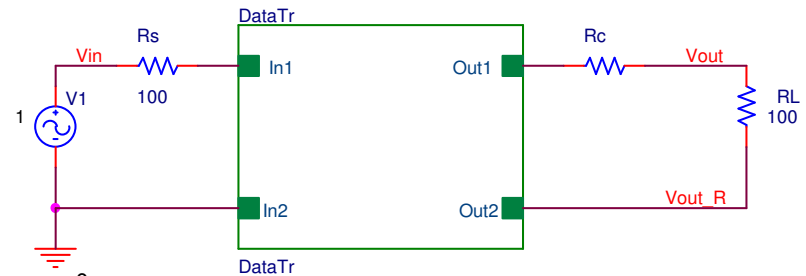 DataTr
Rs
Rc
Vin
Vout
In1
Out1
V1
100
RL
1
100
Vout_R
In2
Out2
DataTr